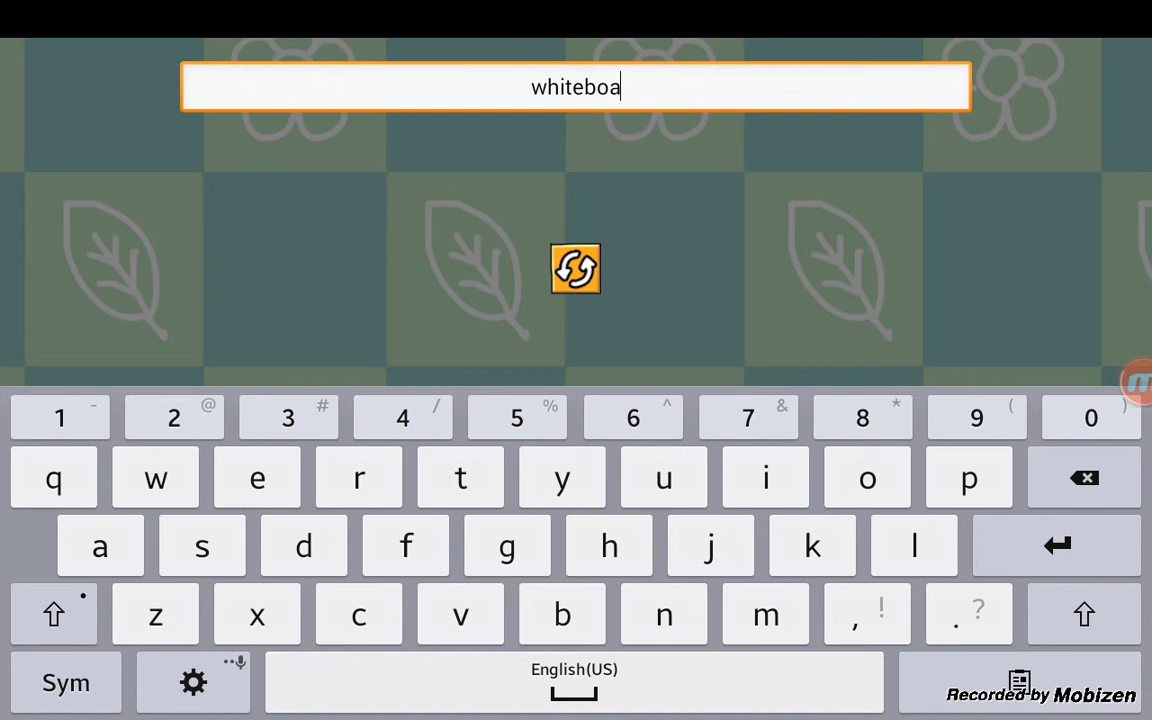 whiteboa
1 - 2 @ 3 # 4 / 5 % 6 ^ 7 & 8 * 9 ( 0 )
q w e r t y u i o p
a s d f g h j k l
z x c v b n m , ! . ?
Sym English(US)
Recorded by Mobizen